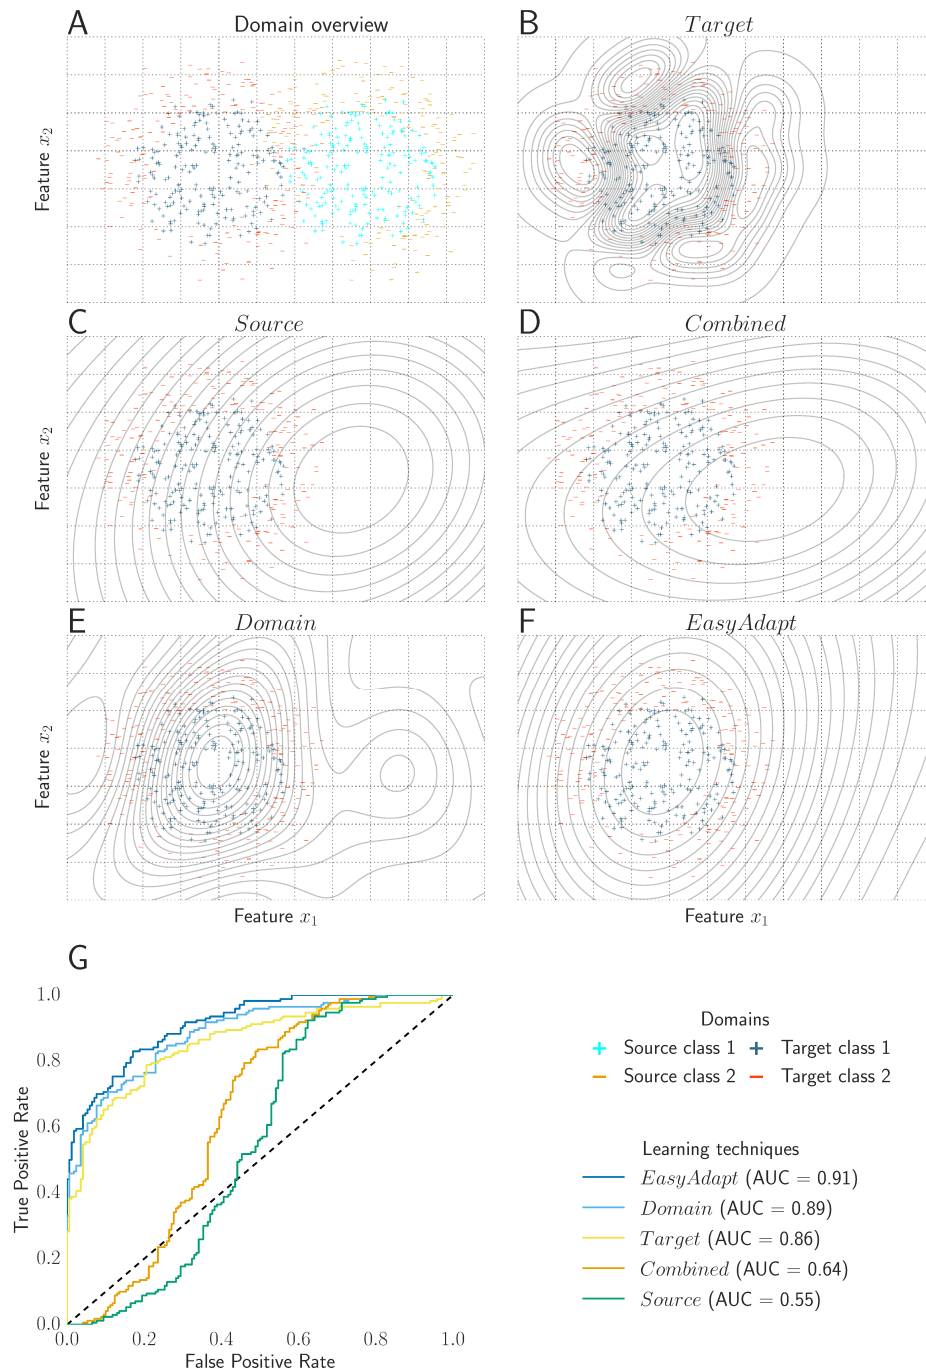 A
Domain overview
B
Target
Feature x2
C
Source
D
Combined
Feature x2
E
Domain
F
EasyAdapt
Feature x2
Feature x1
Feature x1
G
1.0
0.8
0.6
0.4
0.2
0.0
True Positive Rate
0.0 0.2 0.4 0.6 0.8 1.0
False Positive Rate
Domains
Source class 1
Target class 1
Source class 2
Target class 2
Learning techniques
EasyAdapt (AUC = 0.91)
Domain (AUC = 0.89)
Target (AUC = 0.86)
Combined (AUC = 0.64)
Source (AUC = 0.55)